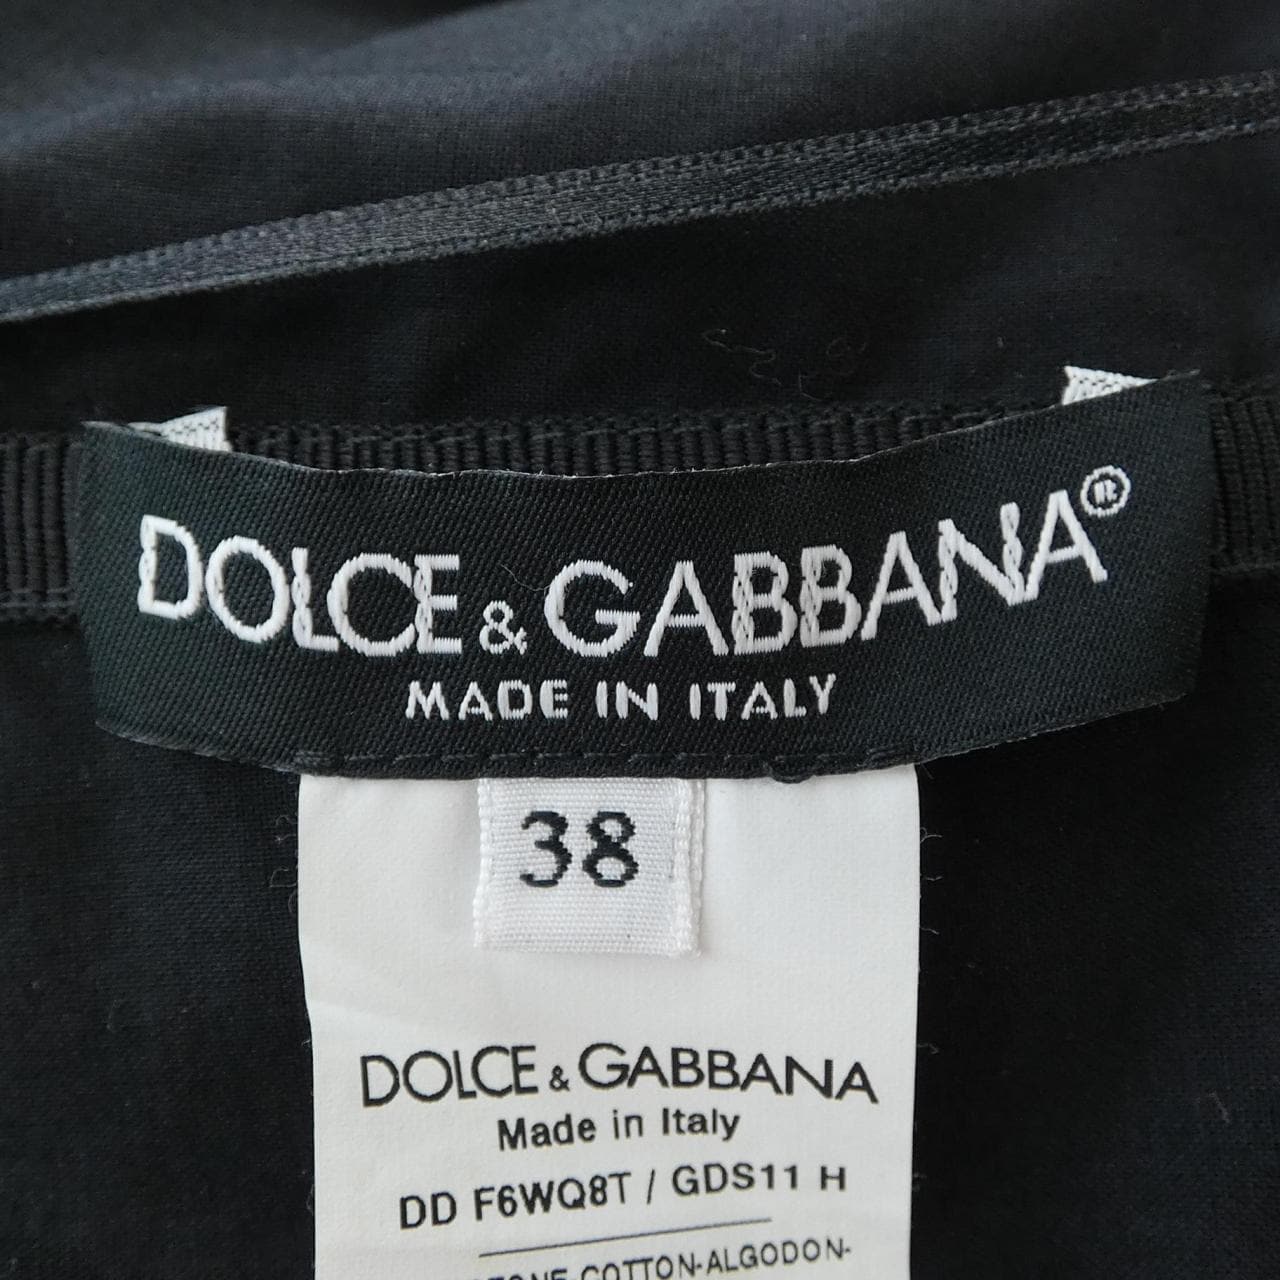 DOLCE & GABBANA®
MADE IN ITALY
38
DOLCE & GABBANA
Made in Italy
DD F6WQ8T / GDS11 H
COTTON-ALGODON-